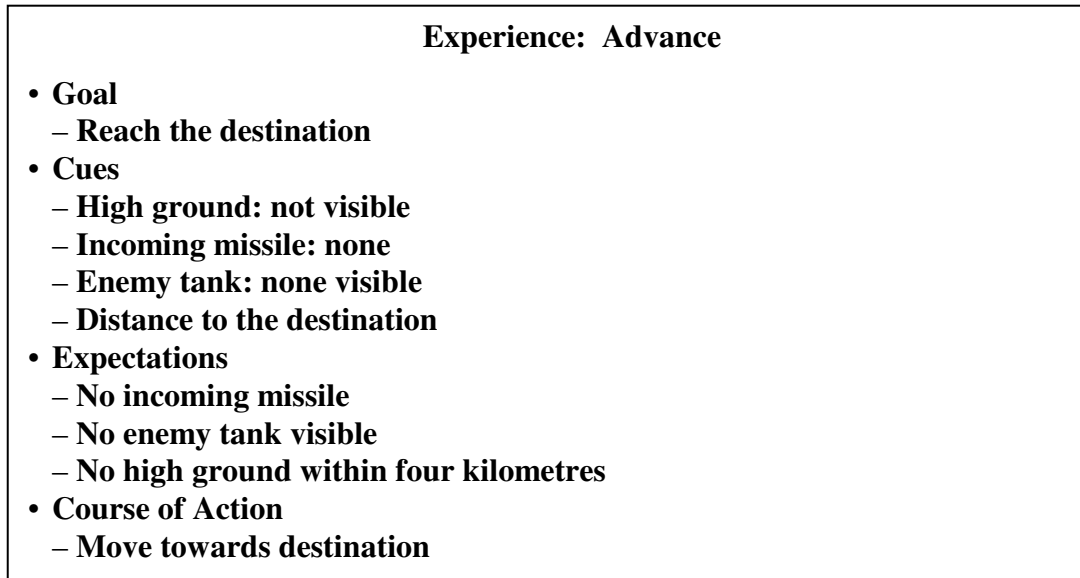 Experience: Advance
• Goal
– Reach the destination
• Cues
– High ground: not visible
– Incoming missile: none
– Enemy tank: none visible
– Distance to the destination
• Expectations
– No incoming missile
– No enemy tank visible
– No high ground within four kilometres
• Course of Action
– Move towards destination